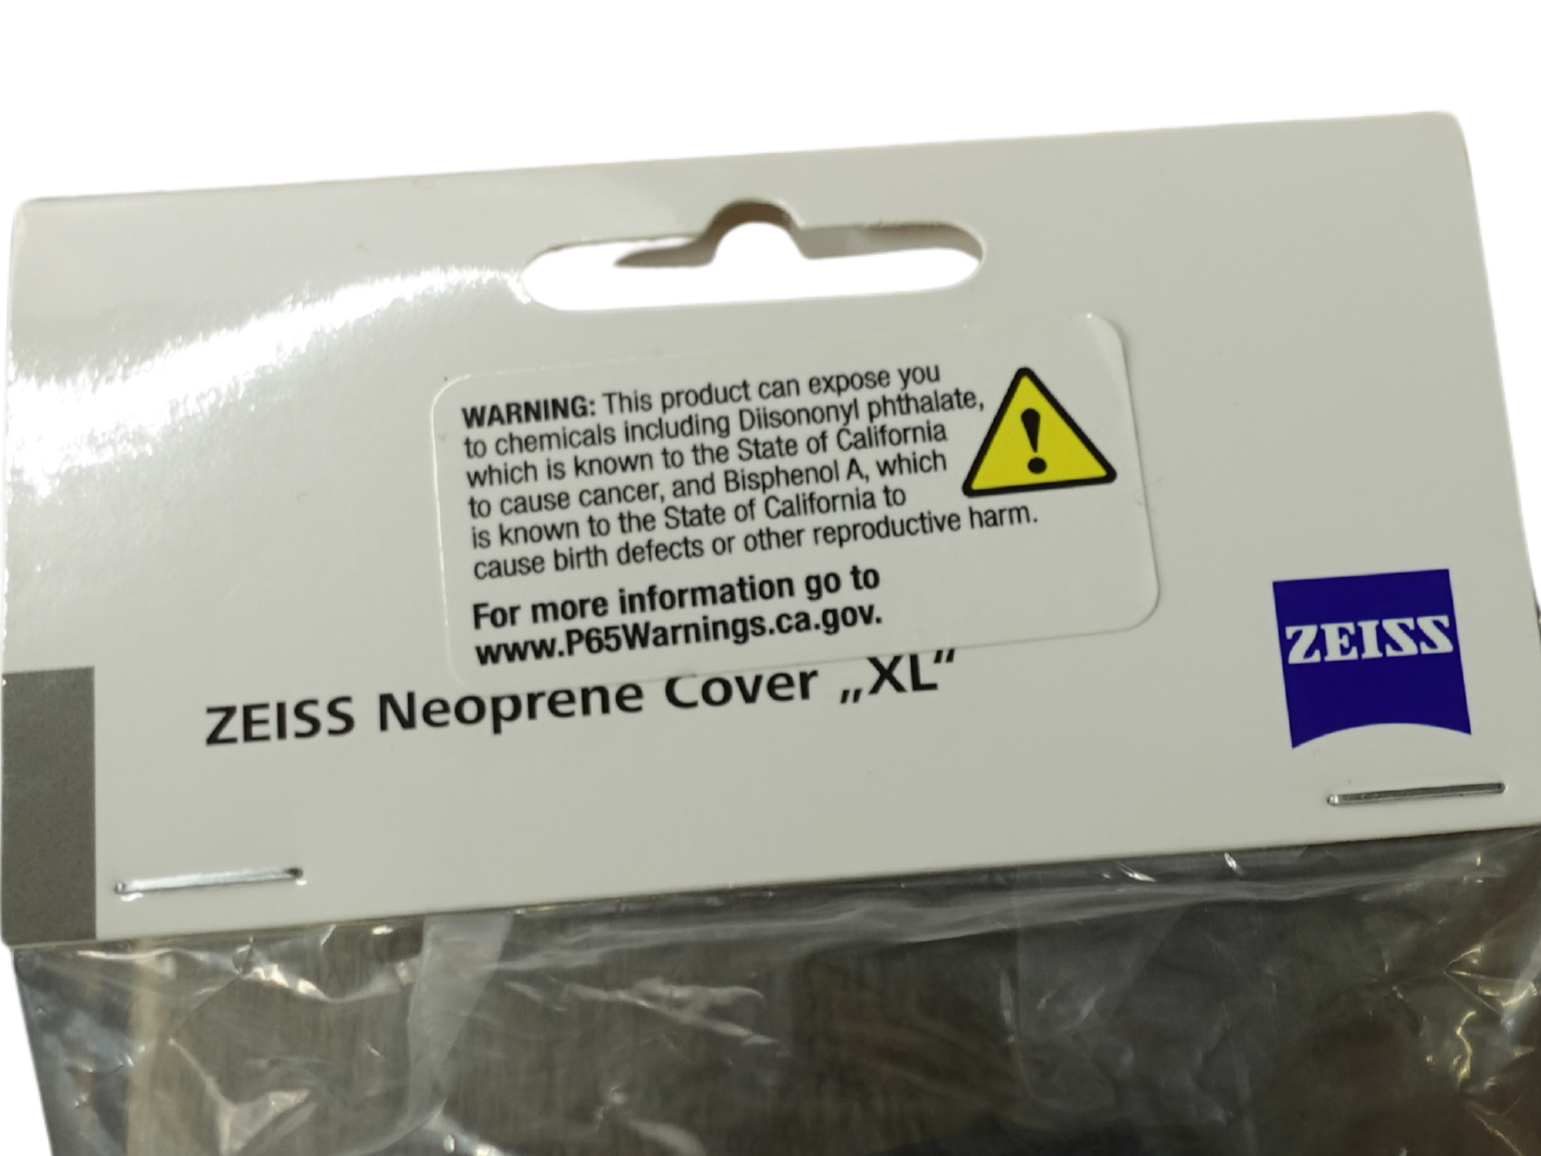 WARNING: This product can expose you
to chemicals including Diisononyl phthalate,
which is known to the State of California
to cause cancer, and Bisphenol A, which
is known to the State of California to
cause birth defects or other reproductive harm.
For more information go to
www.P65Warnings.ca.gov.
ZEISS Neoprene Cover „XL“
ZEISS